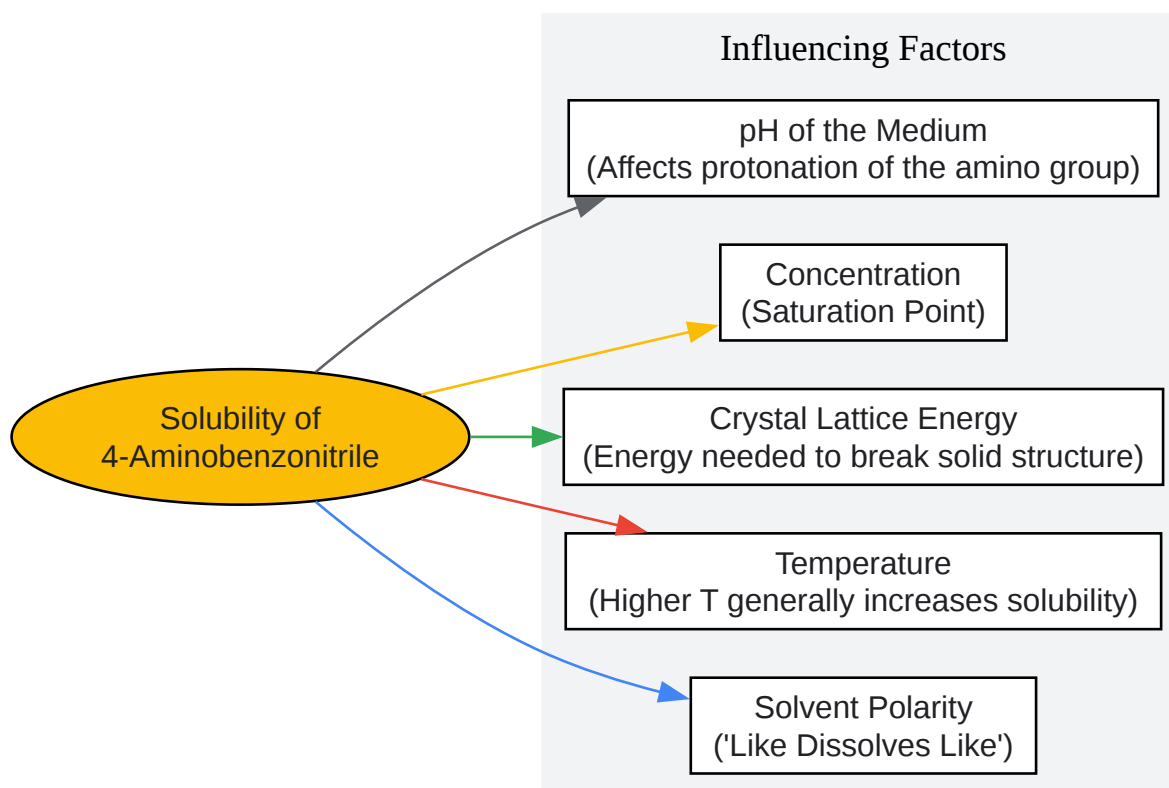 Influencing Factors
pH of the Medium
(Affects protonation of the amino group)
Concentration
(Saturation Point)
Solubility of
4-Aminobenzonitrile
Crystal Lattice Energy
(Energy needed to break solid structure)
Temperature
(Higher T generally increases solubility)
Solvent Polarity
('Like Dissolves Like')